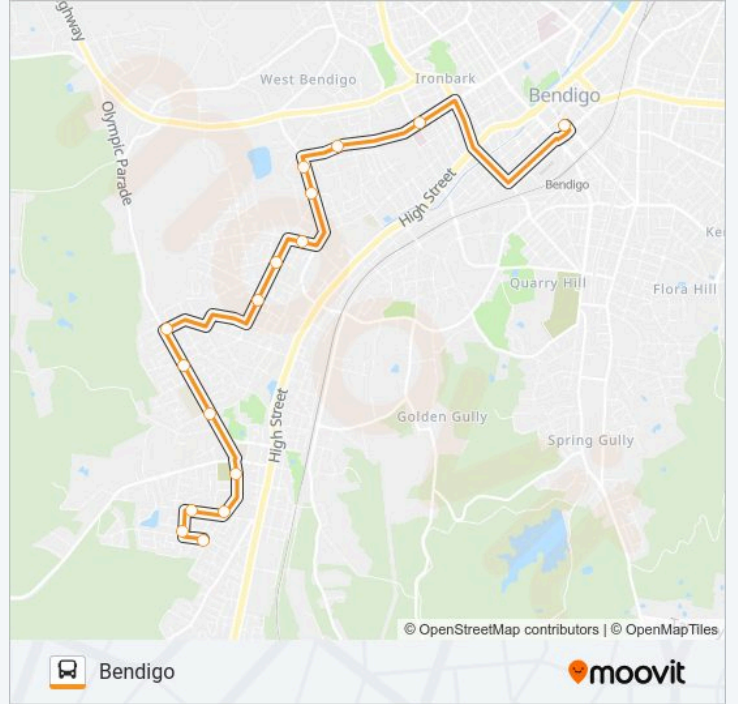 ghway
West Bendigo
Ironbark
Bendigo
Olympic Parade
Bendigo
High Street
Ke
Quarry Hill
Flora Hill
High Street
Golden Gully
Spring Gully
© OpenStreetMap contributors | © OpenMapTiles
Bendigo
moovit